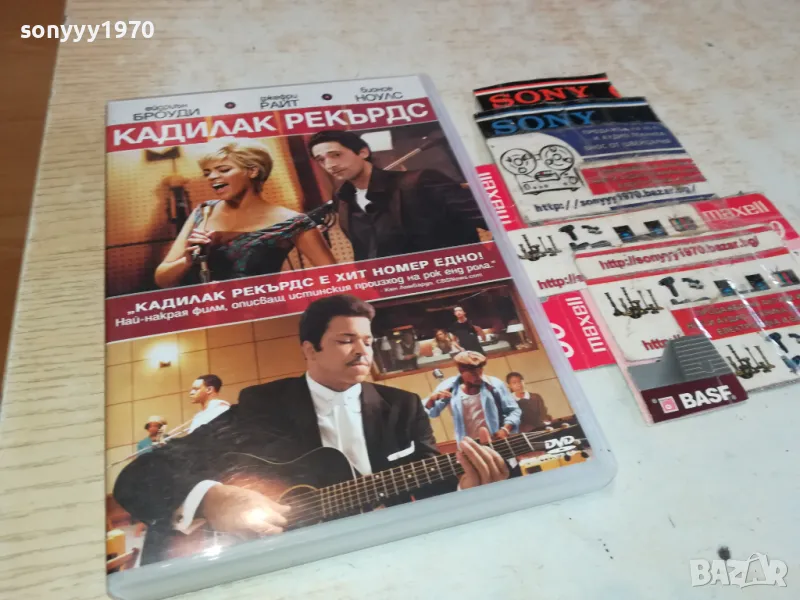 sonyyy1970
ЕЙДРИЪН БРОУДИ
ДЖЕФРИ РАЙТ
БИОНСЕ НОУЛС
КАДИЛАК РЕКЪРДС
„КАДИЛАК РЕКЪРДС Е ХИТ НОМЕР ЕДНО!
Най-накрая филм, описващ истинския произход на рок енд рола."
DVD
SONY
SONY
http://sonyyy1970.bazar.bg/
maxell
maxell
http://sonyyy1970.bazar.bg/
maxell
90
BASF
BAZAR